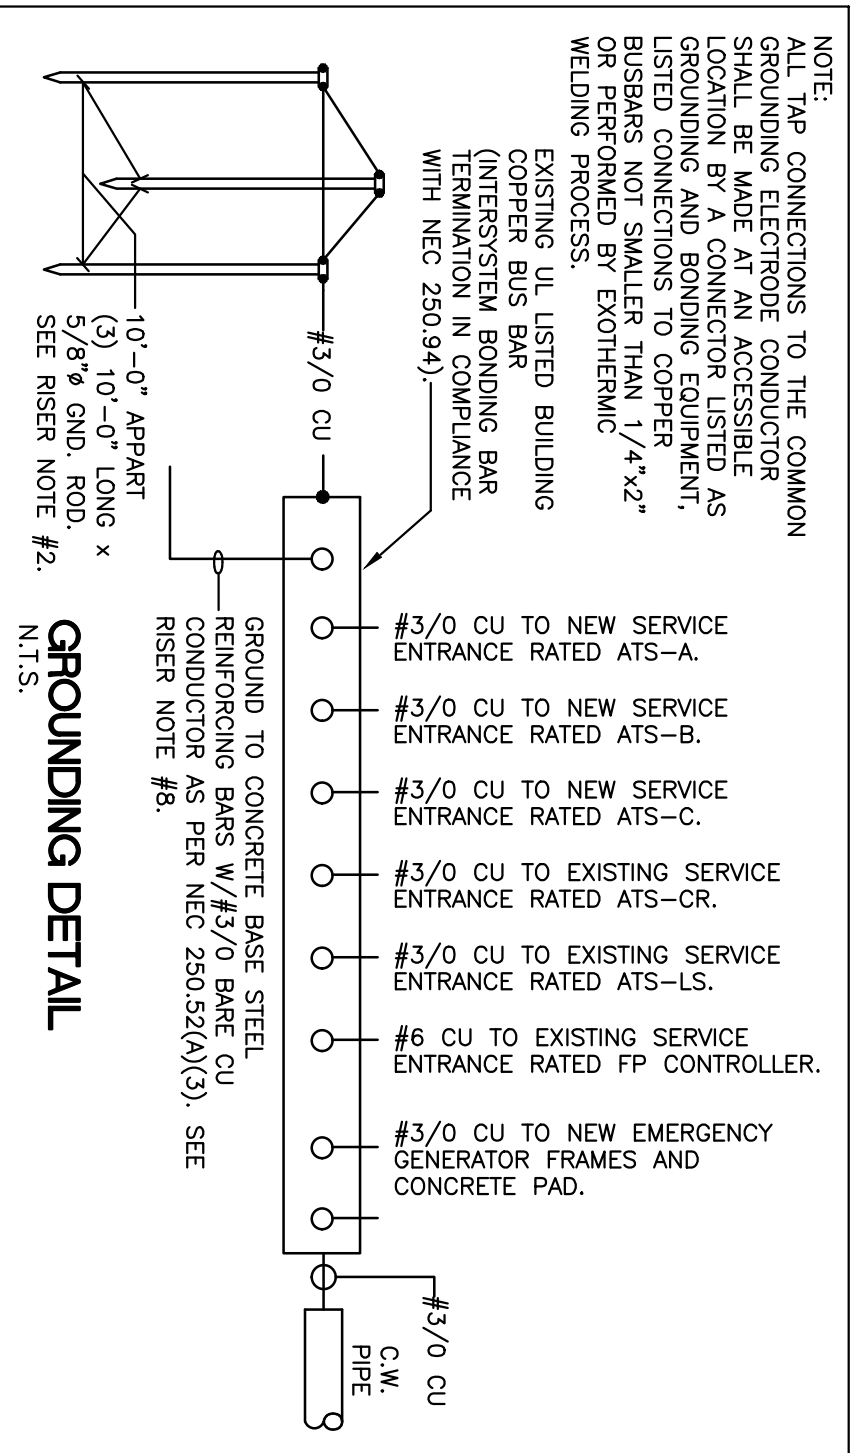 NOTE:
ALL TAP CONNECTIONS TO THE COMMON
GROUNDING ELECTRODE CONDUCTOR
SHALL BE MADE AT AN ACCESSIBLE
LOCATION BY A CONNECTOR LISTED AS
GROUNDING AND BONDING EQUIPMENT,
LISTED CONNECTIONS TO COPPER
BUSBARS NOT SMALLER THAN 1/4"x2"
OR PERFORMED BY EXOTHERMIC
WELDING PROCESS.
EXISTING UL LISTED BUILDING
COPPER BUS BAR
(INTERSYSTEM BONDING BAR
TERMINATION IN COMPLIANCE
WITH NEC 250.94).
#3/0 CU
10'-0" APPART
(3) 10'-0" LONG x
5/8"ø GND. ROD.
SEE RISER NOTE #2.
#3/0 CU TO NEW SERVICE
ENTRANCE RATED ATS-A.
#3/0 CU TO NEW SERVICE
ENTRANCE RATED ATS-B.
#3/0 CU TO NEW SERVICE
ENTRANCE RATED ATS-C.
#3/0 CU TO EXISTING SERVICE
ENTRANCE RATED ATS-CR.
#3/0 CU TO EXISTING SERVICE
ENTRANCE RATED ATS-LS.
#6 CU TO EXISTING SERVICE
ENTRANCE RATED FP CONTROLLER.
#3/0 CU TO NEW EMERGENCY
GENERATOR FRAMES AND
CONCRETE PAD.
#3/0 CU
C.W.
PIPE
GROUND TO CONCRETE BASE STEEL
REINFORCING BARS W/#3/0 BARE CU
CONDUCTOR AS PER NEC 250.52(A)(3). SEE
RISER NOTE #8.
GROUNDING DETAIL
N.T.S.